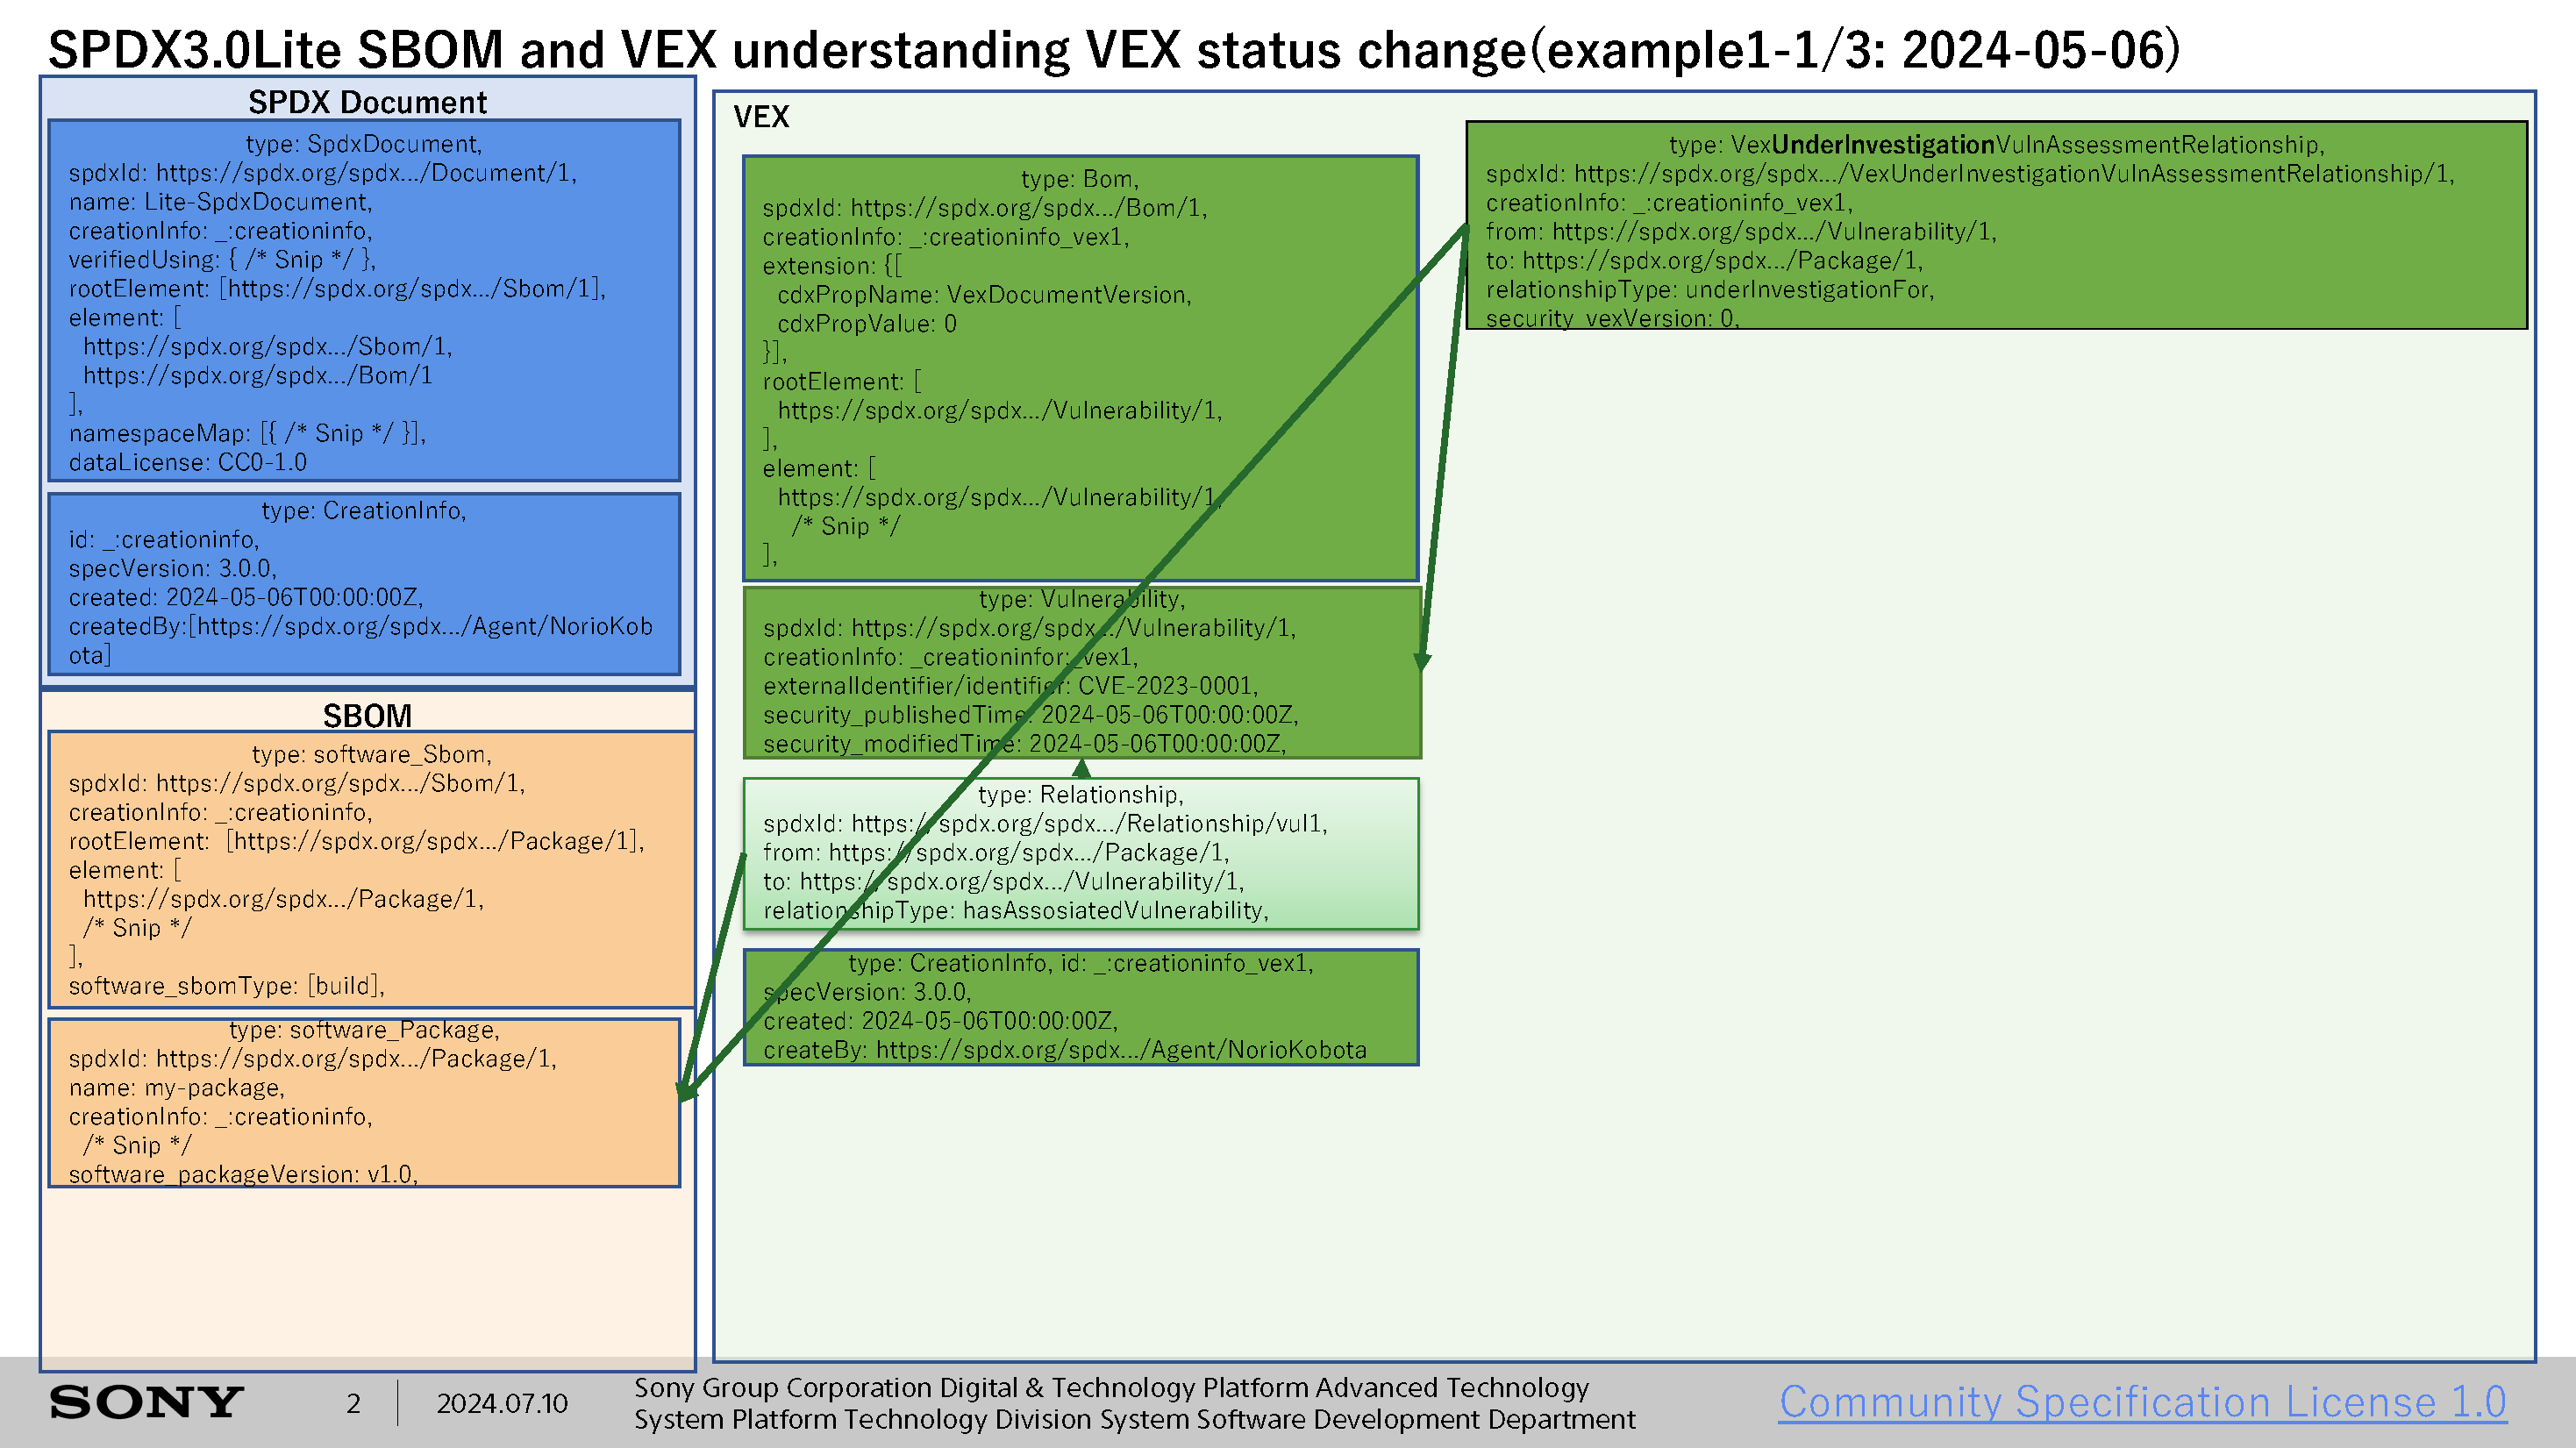 SPDX3.0Lite SBOM and VEX understanding VEX status change(example1-1/3: 2024-05-06)
SPDX Document
type: SpdxDocument,
spdxId: https://spdx.org/spdx.../Document/1,
name: Lite-SpdxDocument,
creationInfo: _:creationinfo,
verifiedUsing: { /* Snip */ },
rootElement: [https://spdx.org/spdx.../Sbom/1],
element: [
https://spdx.org/spdx.../Sbom/1,
https://spdx.org/spdx.../Bom/1
],
namespaceMap: [{ /* Snip */ }],
dataLicense: CC0-1.0
type: CreationInfo,
id: _:creationinfo,
specVersion: 3.0.0,
created: 2024-05-06T00:00:00Z,
createdBy:[https://spdx.org/spdx.../Agent/NorioKob
ota]
SBOM
type: software_Sbom,
spdxId: https://spdx.org/spdx.../Sbom/1,
creationInfo: _:creationinfo,
rootElement: [https://spdx.org/spdx.../Package/1],
element: [
https://spdx.org/spdx.../Package/1,
/* Snip */
],
software_sbomType: [build],
type: software_Package,
spdxId: https://spdx.org/spdx.../Package/1,
name: my-package,
creationInfo: _:creationinfo,
/* Snip */
software_packageVersion: v1.0,
VEX
type: Bom,
spdxId: https://spdx.org/spdx.../Bom/1,
creationInfo: _:creationinfo_vex1,
extension: {[
cdxPropName: VexDocumentVersion,
cdxPropValue: 0
}],
rootElement: [
https://spdx.org/spdx.../Vulnerability/1,
],
element: [
https://spdx.org/spdx.../Vulnerability/1,
/* Snip */
],
type: Vulnerability,
spdxId: https://spdx.org/spdx.../Vulnerability/1,
creationInfo: _creationinfor:_vex1,
externalIdentifier/identifier: CVE-2023-0001,
security_publishedTime: 2024-05-06T00:00:00Z,
security_modifiedTime: 2024-05-06T00:00:00Z,
type: Relationship,
spdxId: https://spdx.org/spdx.../Relationship/vul1,
from: https://spdx.org/spdx.../Package/1,
to: https://spdx.org/spdx.../Vulnerability/1,
relationshipType: hasAssosiatedVulnerability,
type: CreationInfo, id: _:creationinfo_vex1,
specVersion: 3.0.0,
created: 2024-05-06T00:00:00Z,
createBy: https://spdx.org/spdx.../Agent/NorioKobota
type: VexUnderInvestigationVulnAssessmentRelationship,
spdxId: https://spdx.org/spdx.../VexUnderInvestigationVulnAssessmentRelationship/1,
creationInfo: _:creationinfo_vex1,
from: https://spdx.org/spdx.../Vulnerability/1,
to: https://spdx.org/spdx.../Package/1,
relationshipType: underInvestigationFor,
security_vexVersion: 0,
SONY
2
2024.07.10
Sony Group Corporation Digital & Technology Platform Advanced Technology
System Platform Technology Division System Software Development Department
Community Specification License 1.0